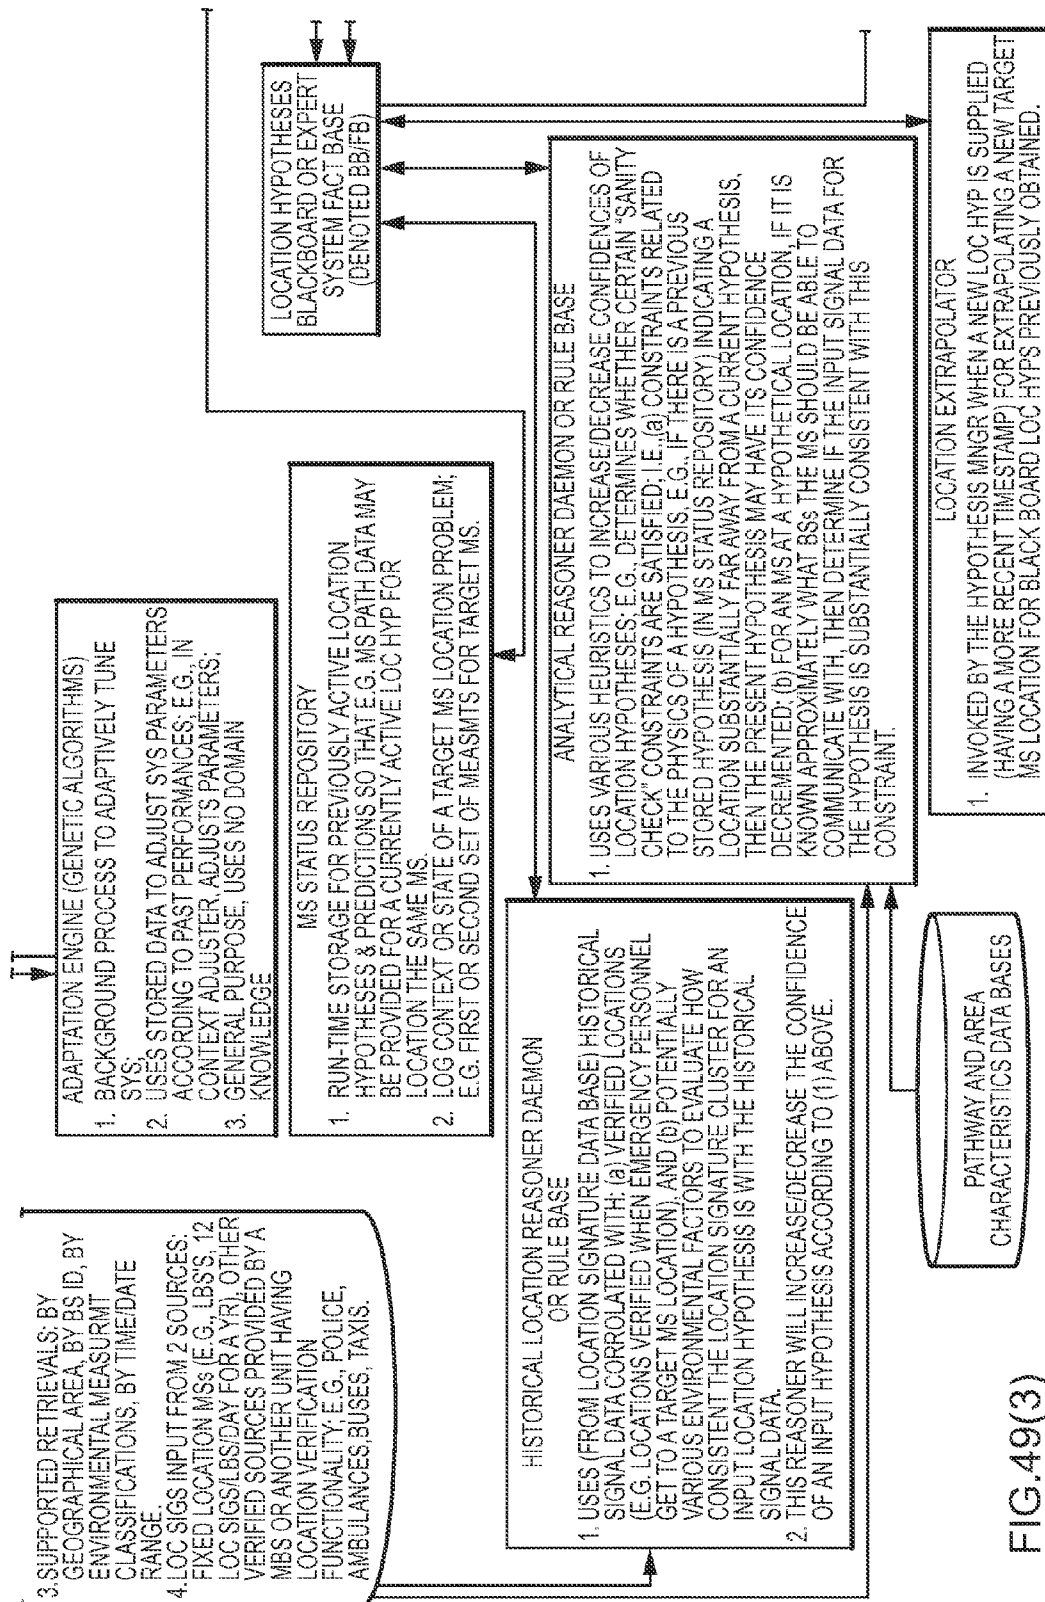 3. SUPPORTED RETRIEVALS: BY
GEOGRAPHICAL AREA, BY BS ID, BY
ENVIRONMENTAL MEASURMT
CLASSIFICATIONS, BY TIME/DATE
RANGE.
4. LOC SIGS INPUT FROM 2 SOURCES:
FIXED LOCATION MSs (E.G., LBS'S, 12
LOC SIGS/LBS/DAY FOR A YR), OTHER
VERIFIED SOURCES PROVIDED BY A
MBS OR ANOTHER UNIT HAVING
LOCATION VERIFICATION
FUNCTIONALITY; E.G., POLICE,
AMBULANCES,BUSES, TAXIS.
ADAPTATION ENGINE (GENETIC ALGORITHMS)
1. BACKGROUND PROCESS TO ADAPTIVELY TUNE
SYS;
2. USES STORED DATA TO ADJUST SYS PARAMETERS
ACCORDING TO PAST PERFORMANCES; E.G., IN
CONTEXT ADJUSTER, ADJUSTS PARAMETERS;
3. GENERAL PURPOSE, USES NO DOMAIN
KNOWLEDGE
MS STATUS REPOSITORY
1. RUN-TIME STORAGE FOR PREVIOUSLY ACTIVE LOCATION
HYPOTHESES & PREDICTIONS SO THAT E.G. MS PATH DATA MAY
BE PROVIDED FOR A CURRENTLY ACTIVE LOC HYP FOR
LOCATION THE SAME MS.
2. LOG CONTEXT OR STATE OF A TARGET MS LOCATION PROBLEM;
E.G. FIRST OR SECOND SET OF MEASMTS FOR TARGET MS.
LOCATION HYPOTHESES
BLACKBOARD OR EXPERT
SYSTEM FACT BASE
(DENOTED BB/FB)
HISTORICAL LOCATION REASONER DAEMON
OR RULE BASE
1. USES (FROM LOCATION SIGNATURE DATA BASE) HISTORICAL
SIGNAL DATA CORROLATED WITH: (a) VERIFIED LOCATIONS
(E.G. LOCATIONS VERIFIED WHEN EMERGENCY PERSONNEL
GET TO A TARGET MS LOCATION), AND (b) POTENTIALLY
VARIOUS ENVIRONMENTAL FACTORS TO EVALUATE HOW
CONSISTENT THE LOCATION SIGNATURE CLUSTER FOR AN
INPUT LOCATION HYPOTHESIS IS WITH THE HISTORICAL
SIGNAL DATA.
2. THIS REASONER WILL INCREASE/DECREASE THE CONFIDENCE
OF AN INPUT HYPOTHESIS ACCORDING TO (1) ABOVE.
ANALYTICAL REASONER DAEMON OR RULE BASE
1. USES VARIOUS HEURISTICS TO INCREASE/DECREASE CONFIDENCES OF
LOCATION HYPOTHESES; E.G., DETERMINES WHETHER CERTAIN "SANITY
CHECK" CONSTRAINTS ARE SATISFIED; I.E.,(a) CONSTRAINTS RELATED
TO THE PHYSICS OF A HYPOTHESIS, E.G., IF THERE IS A PREVIOUS
STORED HYPOTHESIS (IN MS STATUS REPOSITORY) INDICATING A
LOCATION SUBSTANTIALLY FAR AWAY FROM A CURRENT HYPOTHESIS,
THEN THE PRESENT HYPOTHESIS MAY HAVE ITS CONFIDENCE
DECREMENTED; (b) FOR AN MS AT A HYPOTHETICAL LOCATION, IF IT IS
KNOWN APPROXIMATELY WHAT BSs THE MS SHOULD BE ABLE TO
COMMUNICATE WITH, THEN DETERMINE IF THE INPUT SIGNAL DATA FOR
THE HYPOTHESIS IS SUBSTANTIALLY CONSISTENT WITH THIS
CONSTRAINT.
PATHWAY AND AREA
CHARACTERISTICS DATA BASES
LOCATION EXTRAPOLATOR
1. INVOKED BY THE HYPOTHESIS MNGR WHEN A NEW LOC HYP IS SUPPLIED
(HAVING A MORE RECENT TIMESTAMP) FOR EXTRAPOLATING A NEW TARGET
MS LOCATION FOR BLACK BOARD LOC HYPS PREVIOUSLY OBTAINED.
FIG.49(3)